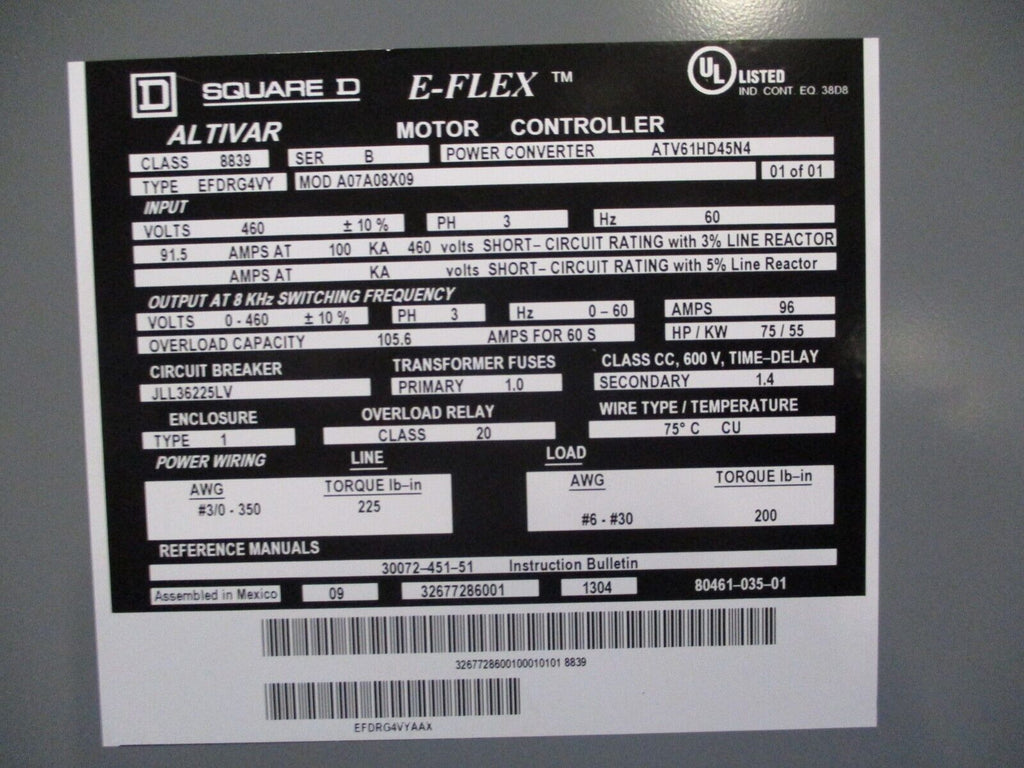 D SQUARE D E-FLEX ™ UL LISTED
IND. CONT. EQ. 38D8
ALTIVAR MOTOR CONTROLLER
CLASS 8839 SER B POWER CONVERTER ATV61HD45N4
TYPE EFDRG4VY MOD A07A08X09 01 of 01
INPUT
VOLTS 460 ± 10 % PH 3 Hz 60
91.5 AMPS AT 100 KA 460 volts SHORT– CIRCUIT RATING with 3% LINE REACTOR
AMPS AT KA volts SHORT– CIRCUIT RATING with 5% Line Reactor
OUTPUT AT 8 KHz SWITCHING FREQUENCY
VOLTS 0 - 460 ± 10 % PH 3 Hz 0 – 60 AMPS 96
OVERLOAD CAPACITY 105.6 AMPS FOR 60 S HP / KW 75 / 55
CIRCUIT BREAKER TRANSFORMER FUSES CLASS CC, 600 V, TIME–DELAY
JLL36225LV PRIMARY 1.0 SECONDARY 1.4
ENCLOSURE OVERLOAD RELAY WIRE TYPE / TEMPERATURE
TYPE 1 CLASS 20 75° C CU
POWER WIRING LINE LOAD
AWG TORQUE lb–in AWG TORQUE lb–in
#3/0 - 350 225 #6 - #30 200
REFERENCE MANUALS
30072–451–51 Instruction Bulletin
Assembled in Mexico 09 32677286001 1304 80461–035–01
3267728600100010101 8839
EFDRG4VYAAX